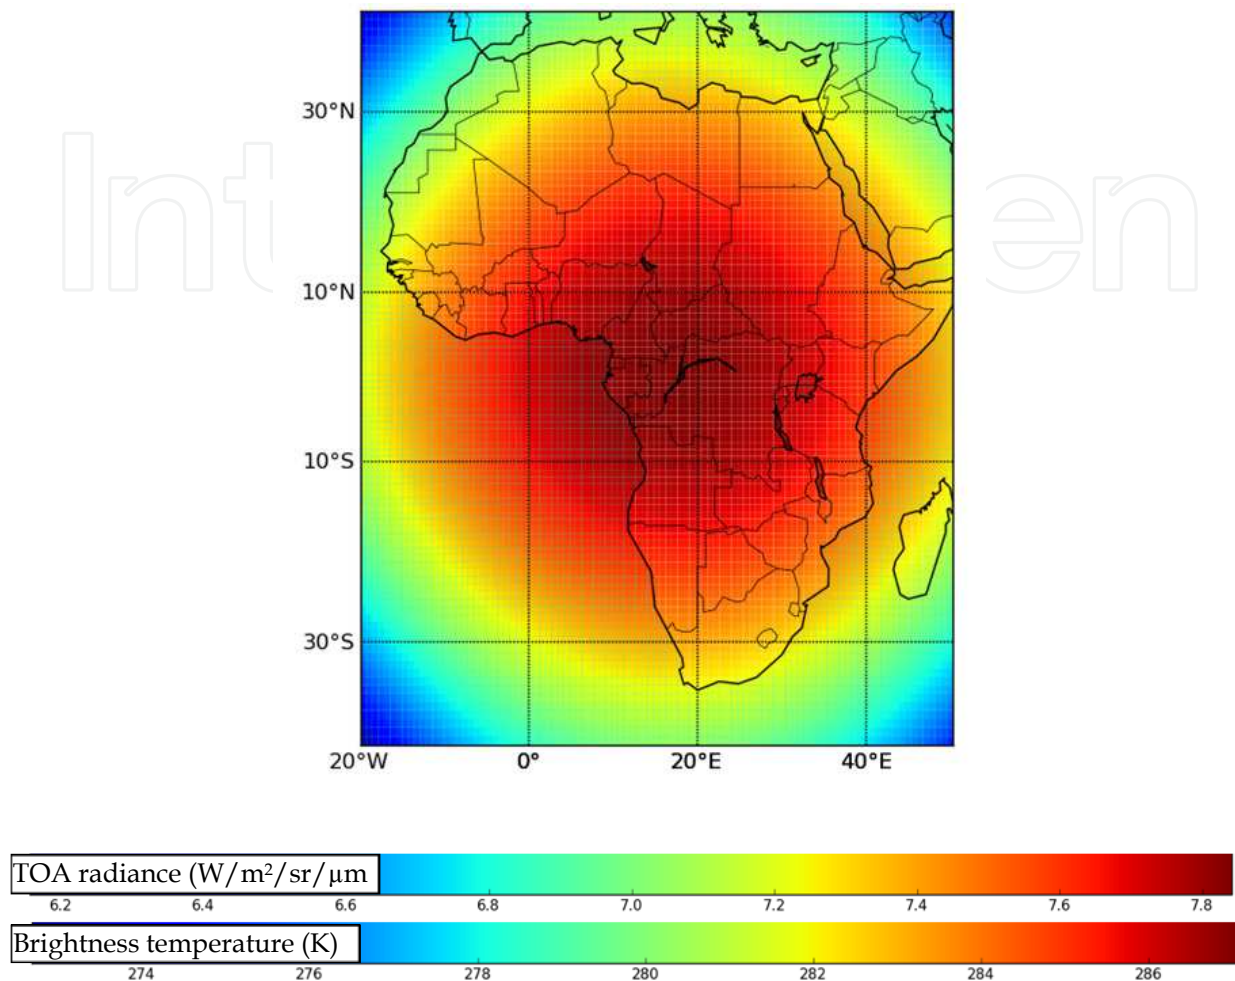 Int en
30°N
10°N
10°S
30°S
20°W 0° 20°E 40°E
TOA radiance (W/m²/sr/µm
6.2 6.4 6.6 6.8 7.0 7.2 7.4 7.6 7.8
Brightness temperature (K)
274 276 278 280 282 284 286